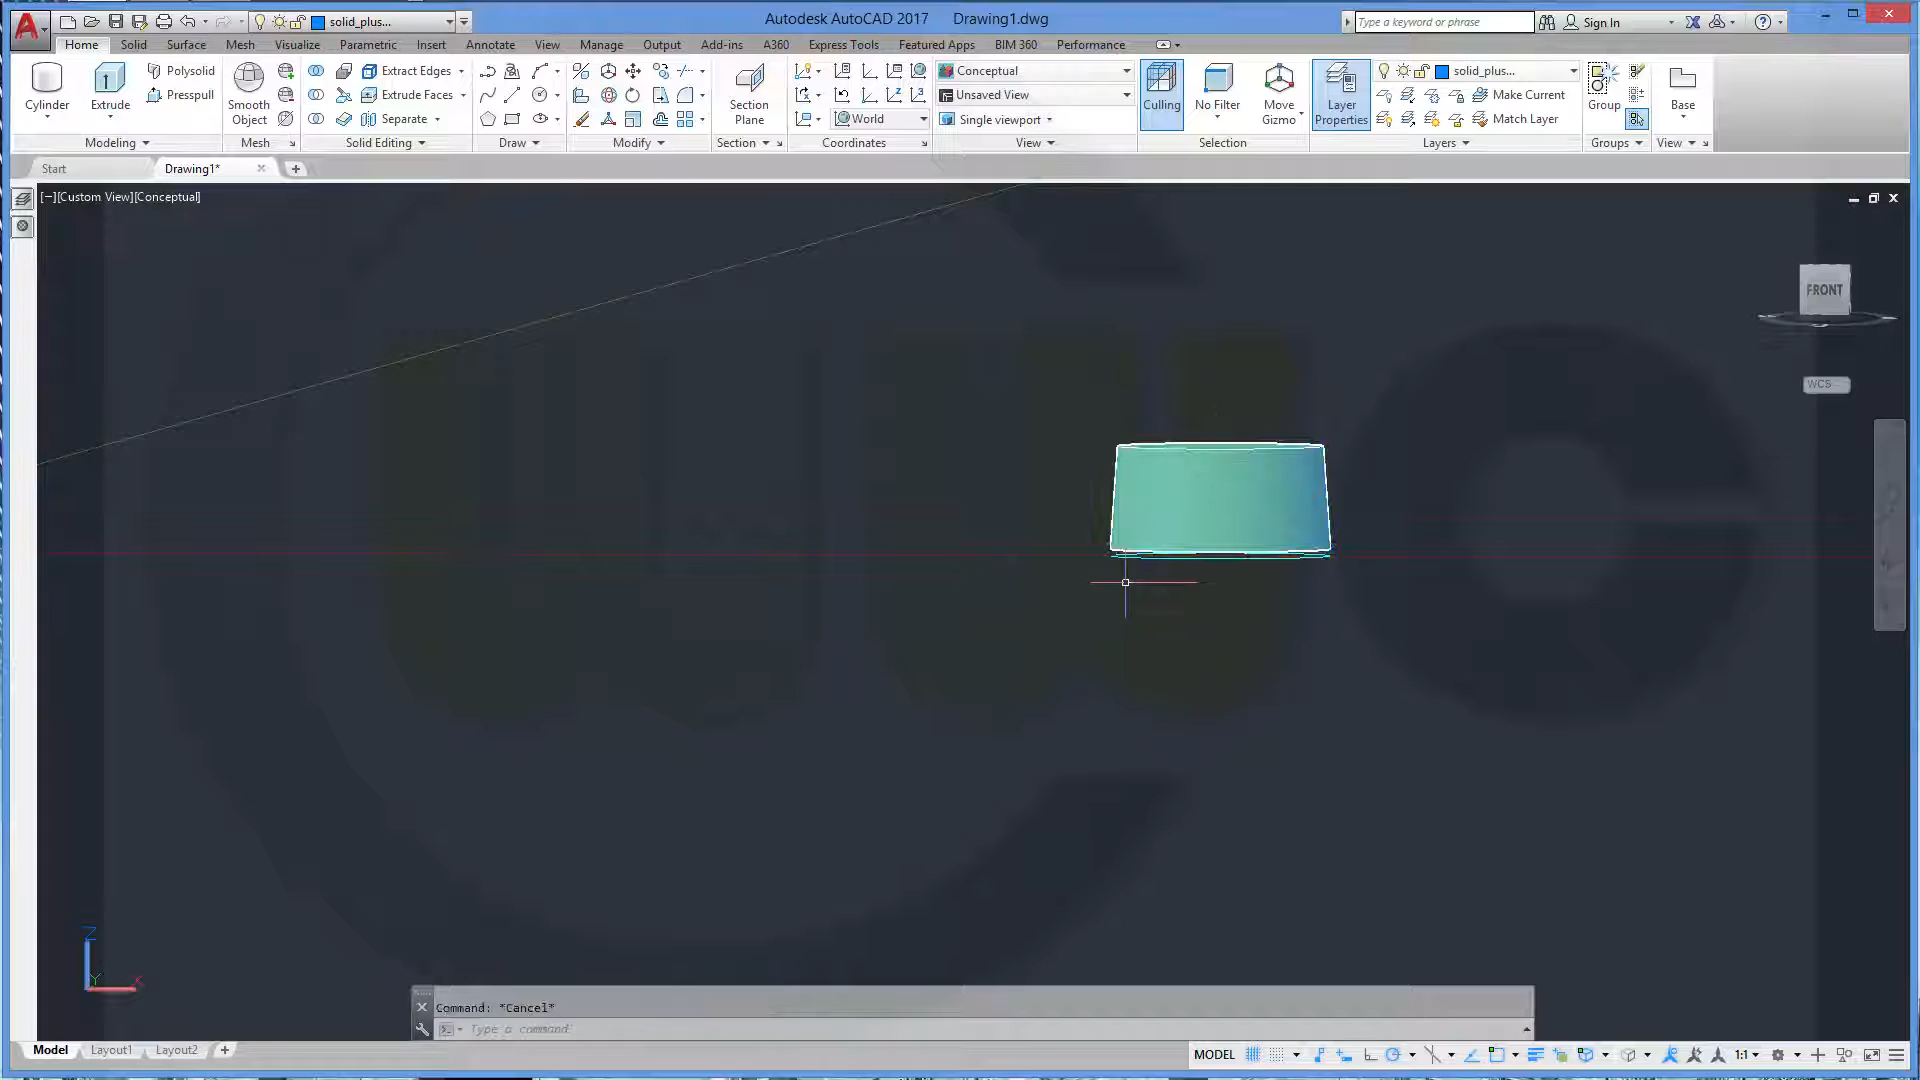 solid_plus...
Autodesk AutoCAD 2017 Drawing1.dwg
Type a keyword or phrase
Sign In
Home Solid Surface Mesh Visualize Parametric Insert Annotate View Manage Output Add-ins A360 Express Tools Featured Apps BIM 360 Performance
Cylinder
Extrude
Polysolid
Presspull
Smooth Object
Extract Edges
Extrude Faces
Separate
Section Plane
World
Conceptual
Unsaved View
Single viewport
Culling
No Filter
Move Gizmo
Layer Properties
solid_plus...
Make Current
Match Layer
Group
Base
Modeling Mesh Solid Editing Draw Modify Section Coordinates View Selection Layers Groups View
Start Drawing1*
[−][Custom View][Conceptual]
FRONT
WCS
Z
Y X
Command: *Cancel*
Type a command
Model Layout1 Layout2
MODEL 1:1